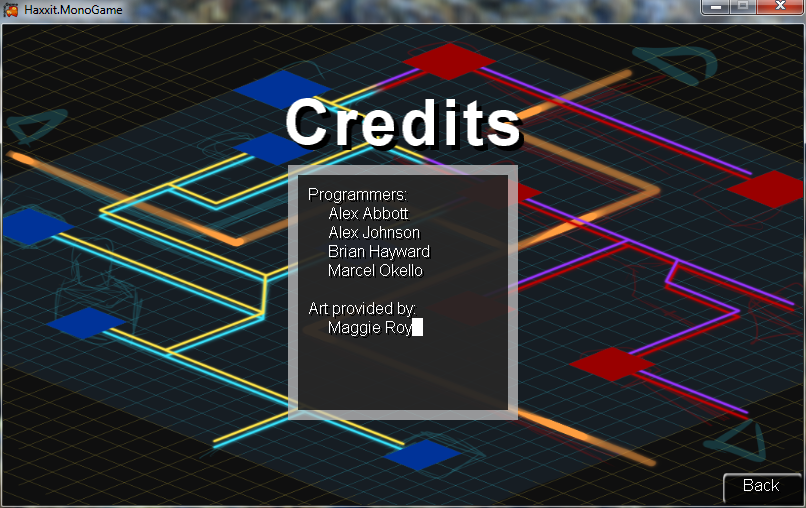 Haxxit.MonoGame
Credits
Programmers:
Alex Abbott
Alex Johnson
Brian Hayward
Marcel Okello
Art provided by:
Maggie Roy
Back